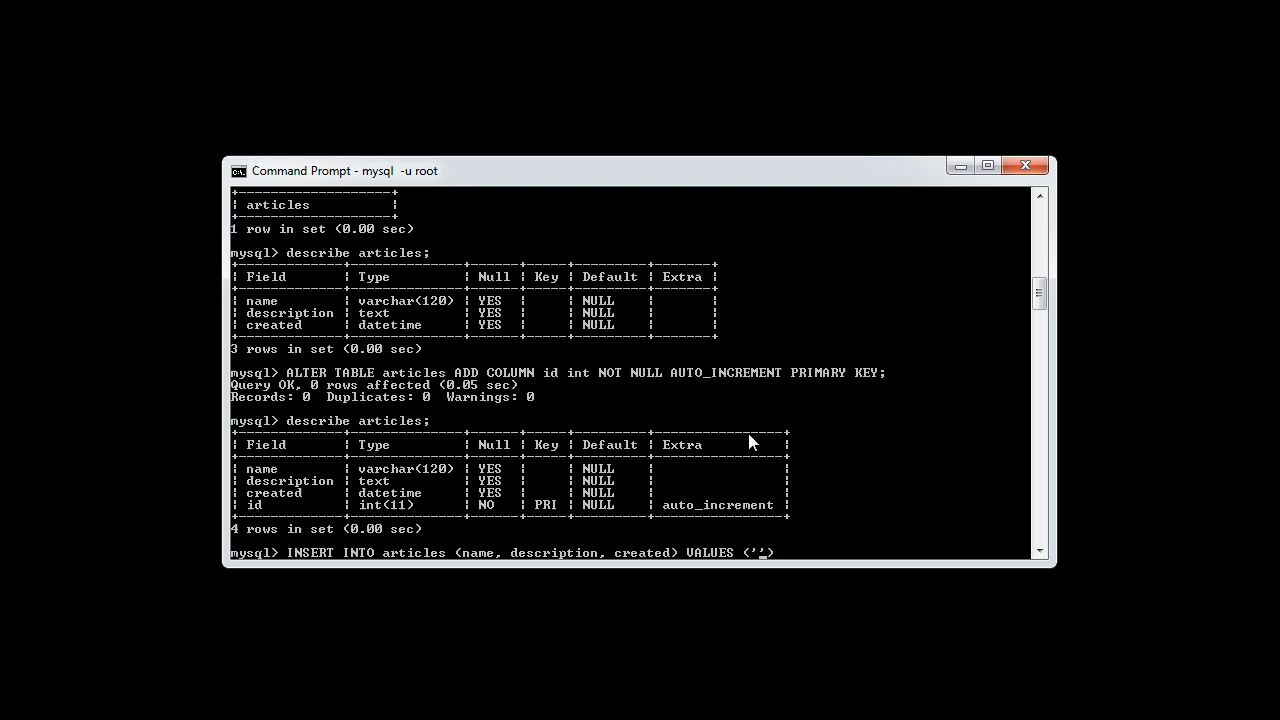 Command Prompt - mysql  -u root
+--------------------+
| articles           |
+--------------------+
1 row in set (0.00 sec)
mysql> describe articles;
+-------------+--------------+------+-----+---------+-------+
| Field       | Type         | Null | Key | Default | Extra |
+-------------+--------------+------+-----+---------+-------+
| name        | varchar(120) | YES  |     | NULL    |       |
| description | text         | YES  |     | NULL    |       |
| created     | datetime     | YES  |     | NULL    |       |
+-------------+--------------+------+-----+---------+-------+
3 rows in set (0.00 sec)
mysql> ALTER TABLE articles ADD COLUMN id int NOT NULL AUTO_INCREMENT PRIMARY KEY;
Query OK, 0 rows affected (0.05 sec)
Records: 0  Duplicates: 0  Warnings: 0
mysql> describe articles;
+-------------+--------------+------+-----+---------+----------------+
| Field       | Type         | Null | Key | Default | Extra          |
+-------------+--------------+------+-----+---------+----------------+
| name        | varchar(120) | YES  |     | NULL    |                |
| description | text         | YES  |     | NULL    |                |
| created     | datetime     | YES  |     | NULL    |                |
| id          | int(11)      | NO   | PRI | NULL    | auto_increment |
+-------------+--------------+------+-----+---------+----------------+
4 rows in set (0.00 sec)
mysql> INSERT INTO articles (name, description, created) VALUES ('')